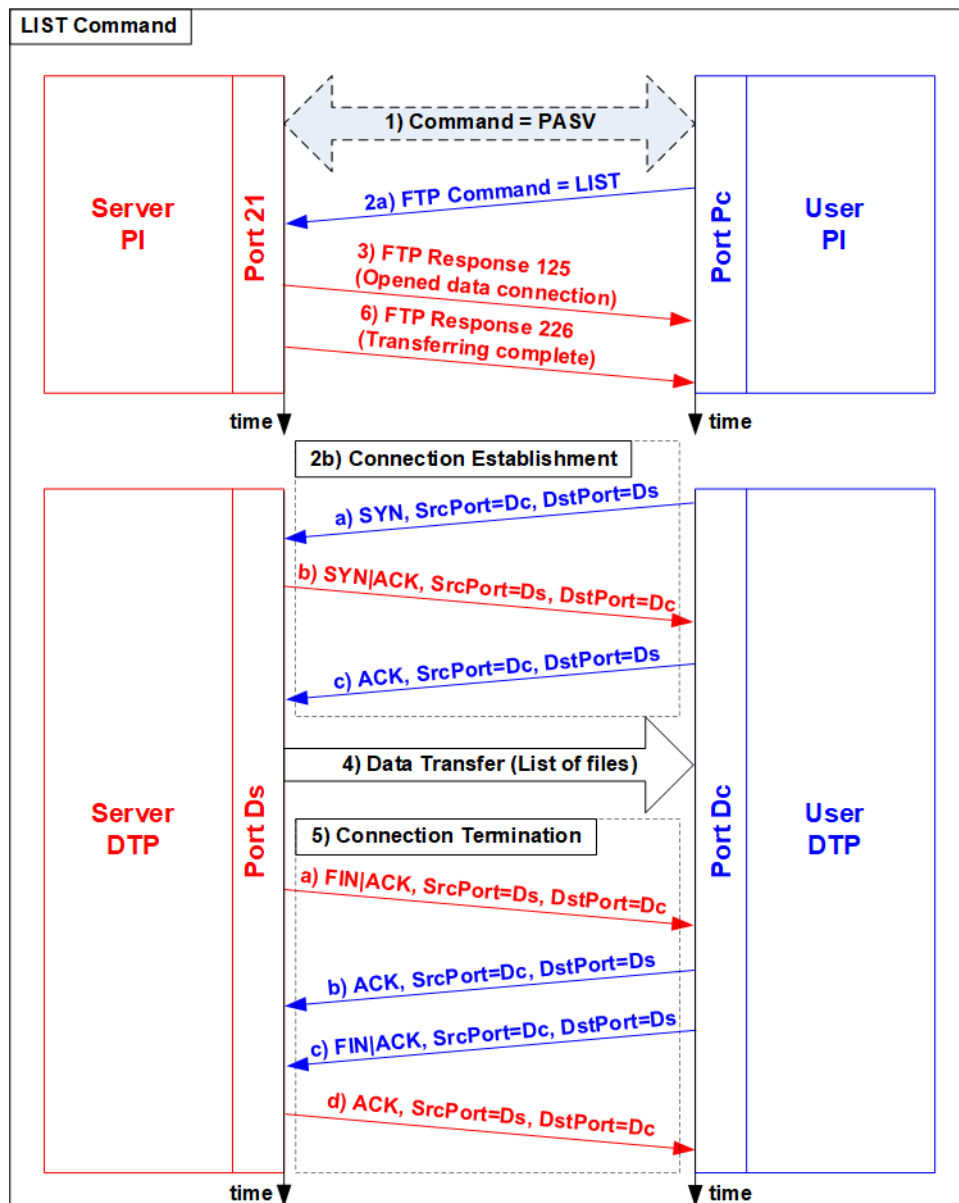 LIST Command
1) Command = PASV
2a) FTP Command = LIST
Server
PI
Port 21
3) FTP Response 125
(Opened data connection)
6) FTP Response 226
(Transferring complete)
Port Pc
User
PI
time
time
2b) Connection Establishment
a) SYN, SrcPort=Dc, DstPort=Ds
b) SYN|ACK, SrcPort=Ds, DstPort=Dc
c) ACK, SrcPort=Dc, DstPort=Ds
4) Data Transfer (List of files)
Server
DTP
Port Ds
Port Dc
User
DTP
5) Connection Termination
a) FIN|ACK, SrcPort=Ds, DstPort=Dc
b) ACK, SrcPort=Dc, DstPort=Ds
c) FIN|ACK, SrcPort=Dc, DstPort=Ds
d) ACK, SrcPort=Ds, DstPort=Dc
time
time